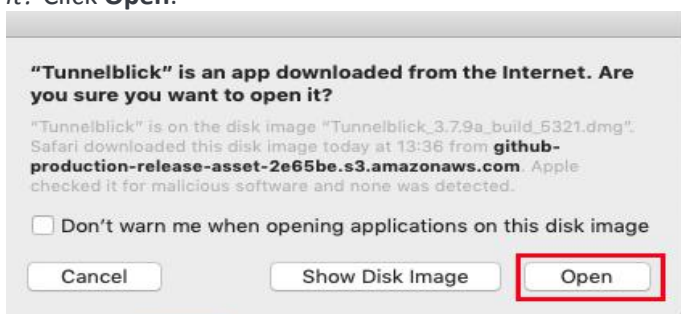 it?" Click Open.
“Tunnelblick” is an app downloaded from the Internet. Are
you sure you want to open it?
“Tunnelblick” is on the disk image “Tunnelblick_3.7.9a_build_5321.dmg”.
Safari downloaded this disk image today at 13:36 from github-
production-release-asset-2e65be.s3.amazonaws.com. Apple
checked it for malicious software and none was detected.
Don’t warn me when opening applications on this disk image
Cancel Show Disk Image Open